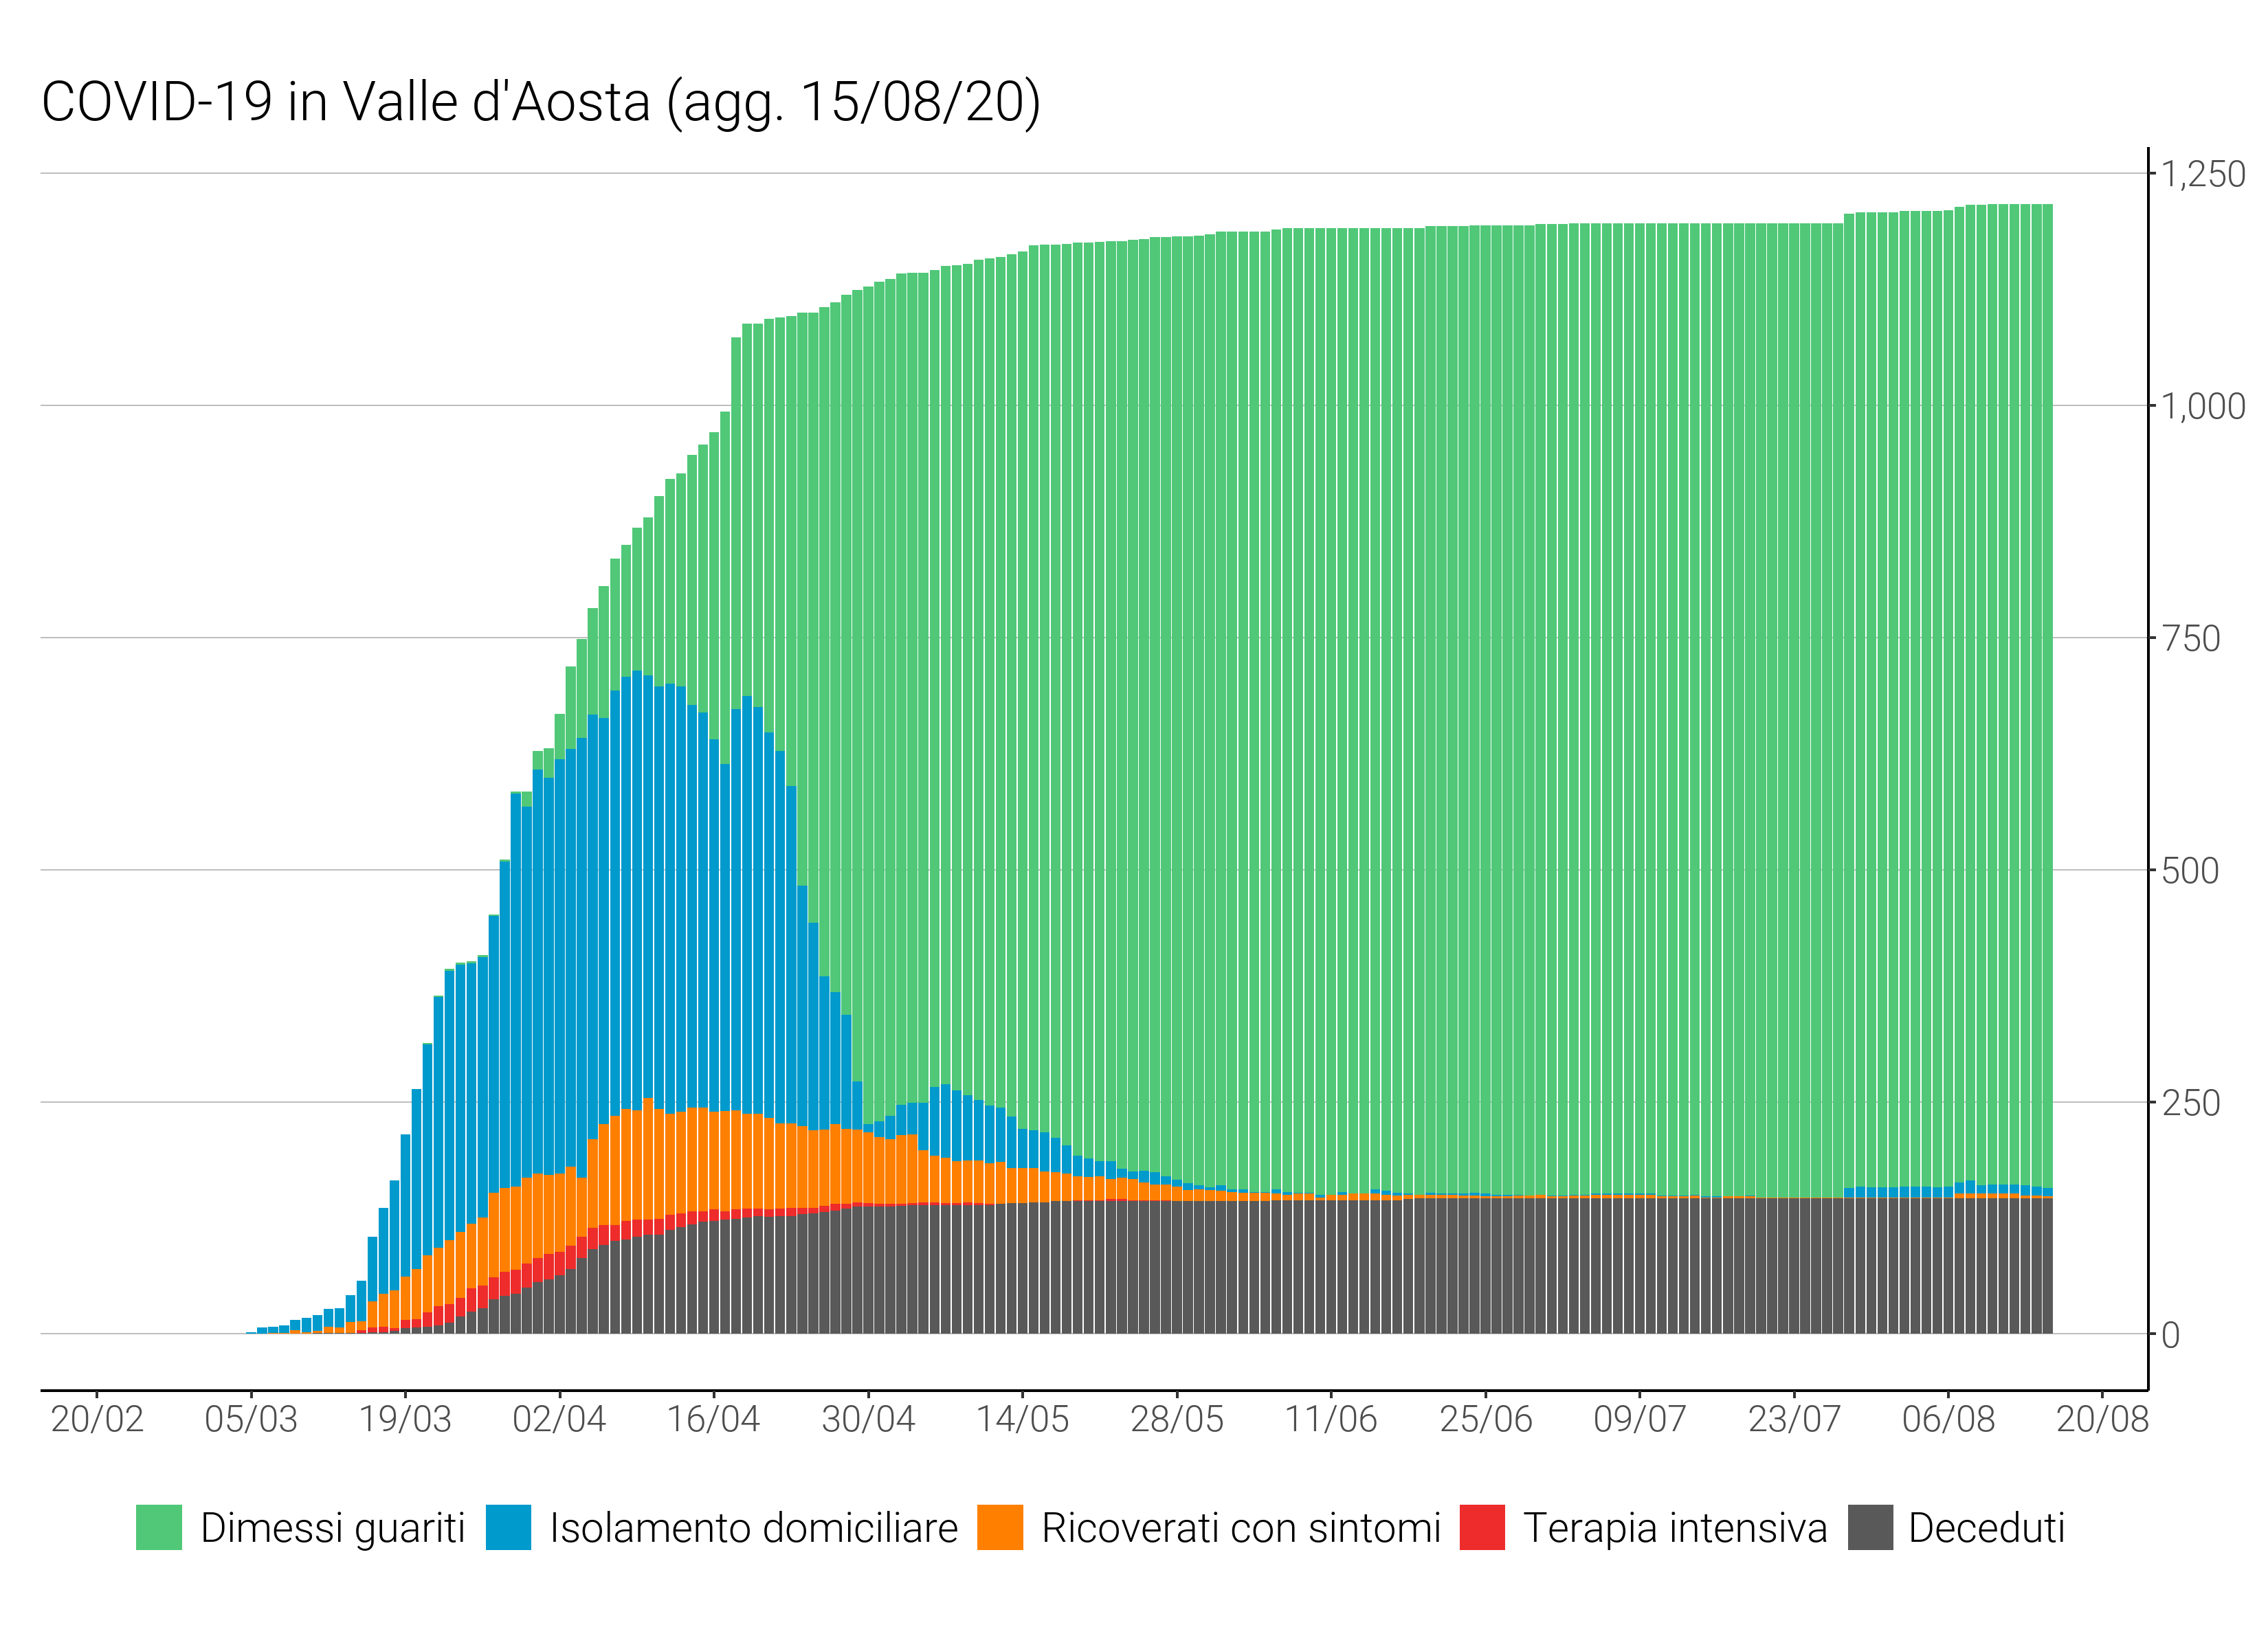 COVID-19 in Valle d'Aosta (agg. 15/08/20)
1,250
1,000
750
500
250
0
20/02 05/03 19/03 02/04 16/04 30/04 14/05 28/05 11/06 25/06 09/07 23/07 06/08 20/08
Dimessi guariti Isolamento domiciliare Ricoverati con sintomi Terapia intensiva Deceduti